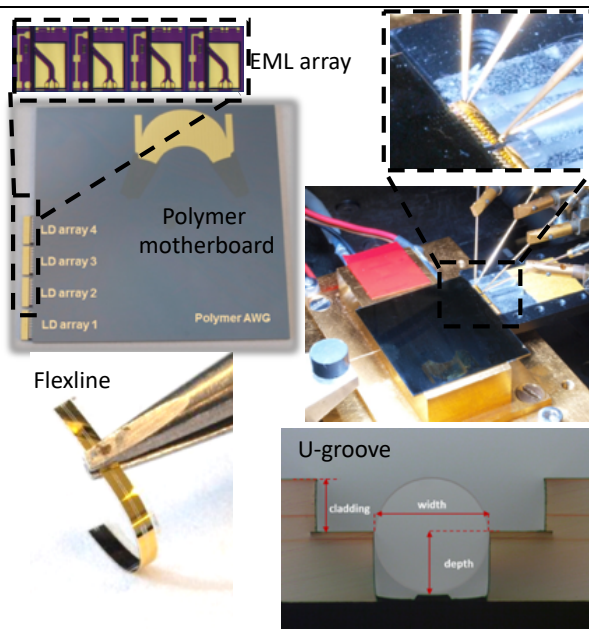 EML array
Polymer
motherboard
LD array 4
LD array 3
LD array 2
LD array 1
Polymer AWG
Flexline
U-groove
cladding
width
depth